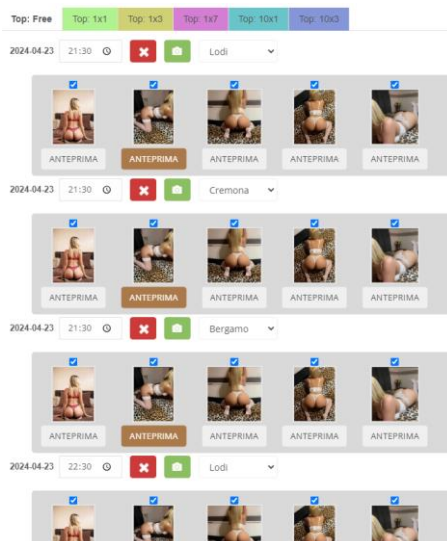 Top: Free Top: 1x1 Top: 1x3 Top: 1x7 Top: 10x1 Top: 10x3
2024-04-23 21:30 Lodi
ANTEPRIMA ANTEPRIMA ANTEPRIMA ANTEPRIMA ANTEPRIMA
2024-04-23 21:30 Cremona
ANTEPRIMA ANTEPRIMA ANTEPRIMA ANTEPRIMA ANTEPRIMA
2024-04-23 21:30 Bergamo
ANTEPRIMA ANTEPRIMA ANTEPRIMA ANTEPRIMA ANTEPRIMA
2024-04-23 22:30 Lodi